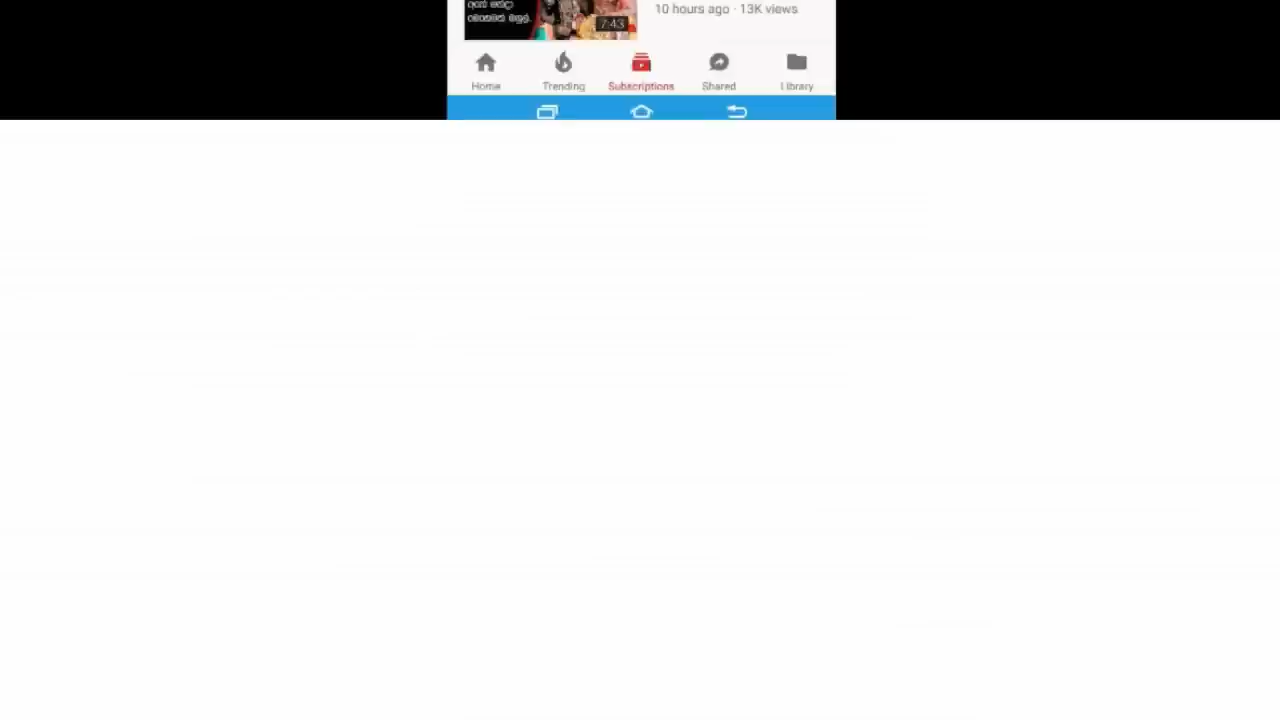 10 hours ago · 13K views
7:43
Home
Trending
Subscriptions
Shared
Library